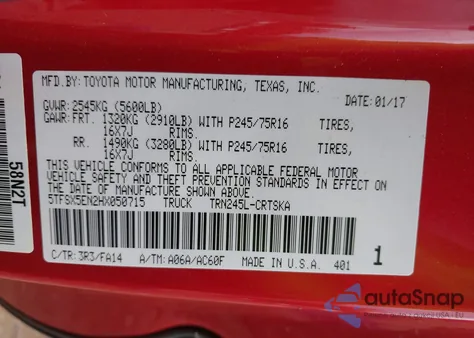 MFD.BY: TOYOTA MOTOR MANUFACTURING, TEXAS, INC.
DATE: 01/17
GVWR: 2545KG (5600LB)
GAWR: FRT. 1320KG (2910LB) WITH P245/75R16 TIRES,
16X7J RIMS.
RR. 1490KG (3280LB) WITH P245/75R16 TIRES,
16X7J RIMS.
THIS VEHICLE CONFORMS TO ALL APPLICABLE FEDERAL MOTOR
VEHICLE SAFETY AND THEFT PREVENTION STANDARDS IN EFFECT ON
THE DATE OF MANUFACTURE SHOWN ABOVE.
5TFSX5EN2HX050715 TRUCK TRN245L-CRTSKA
C/TR: 3R3/FA14 A/TM: A06A/AC60F MADE IN U.S.A. 401
1
58N2T
autoSnap